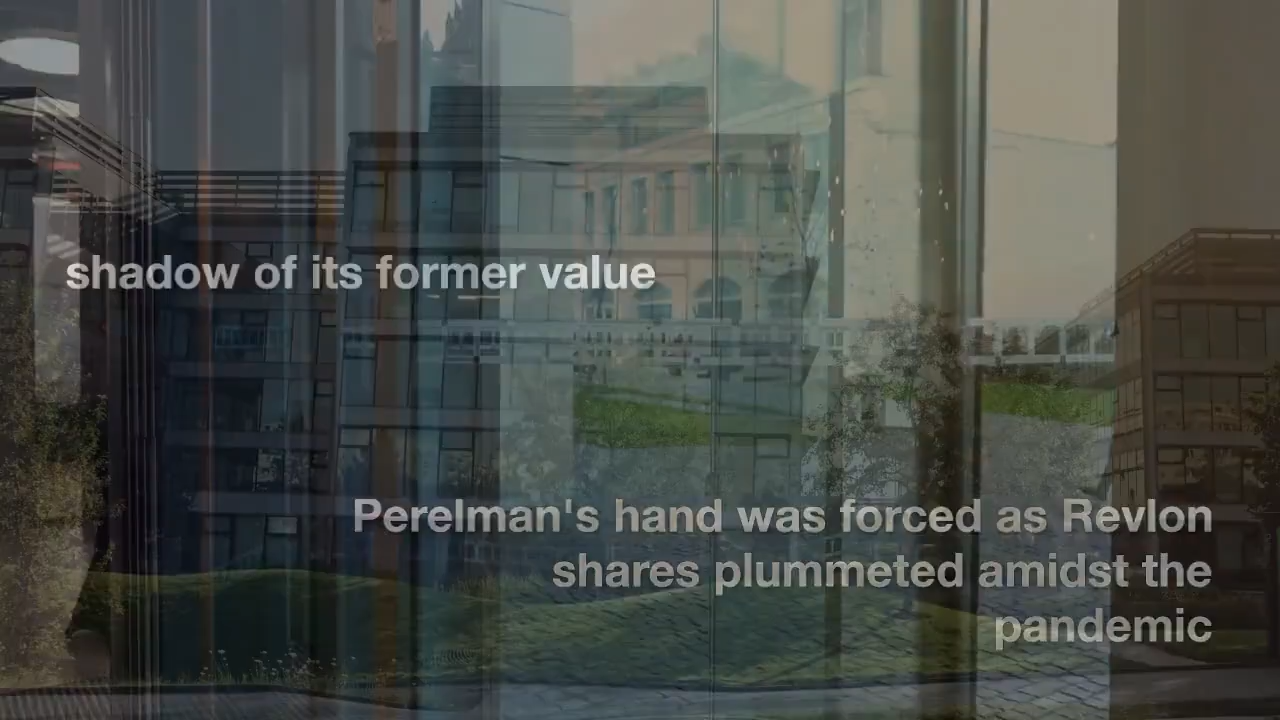 shadow of its former value
Perelman's hand was forced as Revlon
shares plummeted amidst the
pandemic